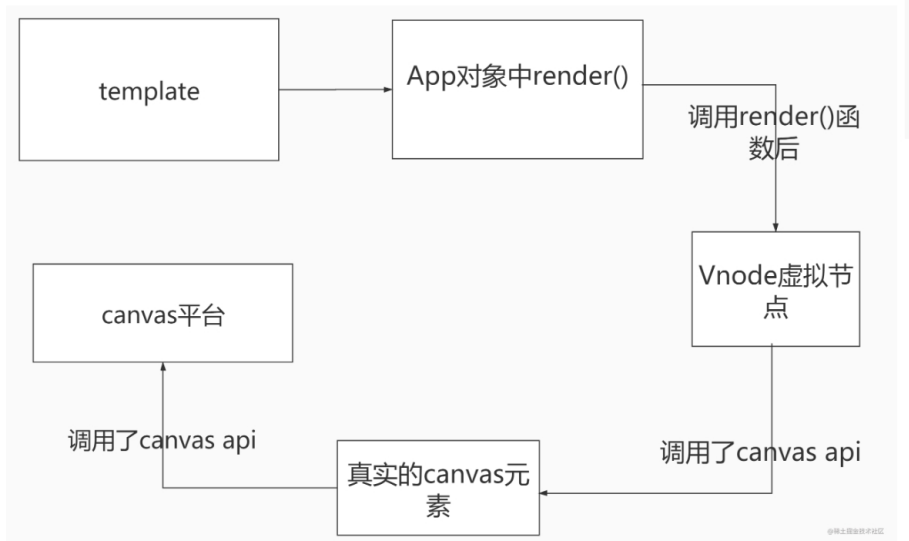 template
App对象中render()
调用render()函
数后
Vnode虚拟节
点
canvas平台
调用了canvas api
调用了canvas api
真实的canvas元
素
@稀土掘金技术社区